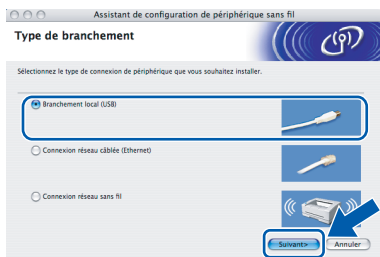 Assistant de configuration de périphérique sans fil
Type de branchement
Sélectionnez le type de connexion de périphérique que vous souhaitez installer.
Branchement local (USB)
Connexion réseau câblée (Ethernet)
Connexion réseau sans fil
Suivant> Annuler